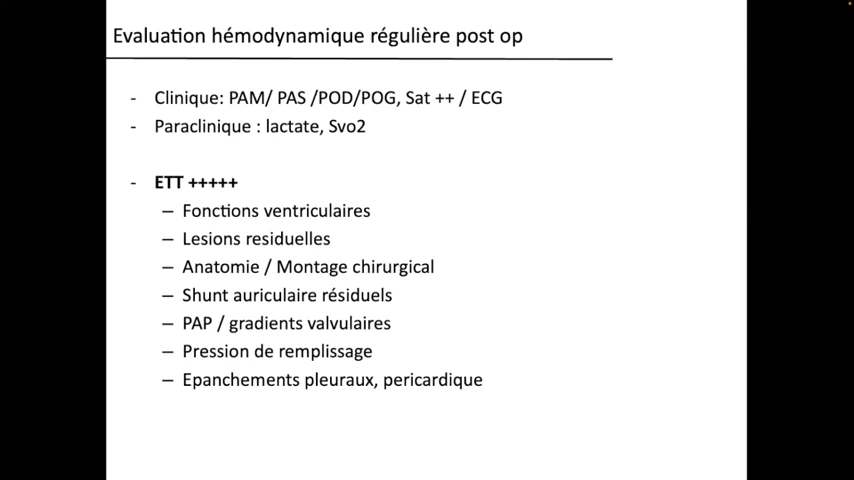 Evaluation hémodynamique régulière post op
- Clinique: PAM/ PAS /POD/POG, Sat ++ / ECG
- Paraclinique : lactate, Svo2
- ETT +++++
– Fonctions ventriculaires
– Lesions residuelles
– Anatomie / Montage chirurgical
– Shunt auriculaire résiduels
– PAP / gradients valvulaires
– Pression de remplissage
– Epanchements pleuraux, pericardique